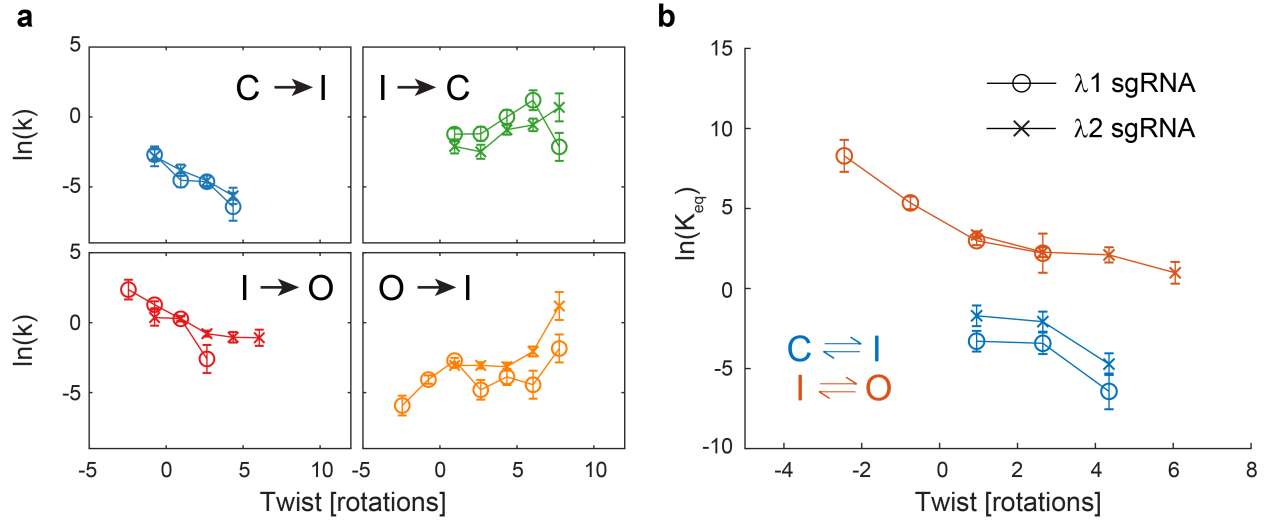 a
b
5
0
-5
ln(k)
C → I
I → C
5
0
-5
ln(k)
I → O
O → I
-5 0 5 10
0 5 10
Twist [rotations]
Twist [rotations]
15
10
5
0
-5
-10
ln(Keq)
λ1 sgRNA
λ2 sgRNA
C ⇌ I
I ⇌ O
-4 -2 0 2 4 6 8
Twist [rotations]